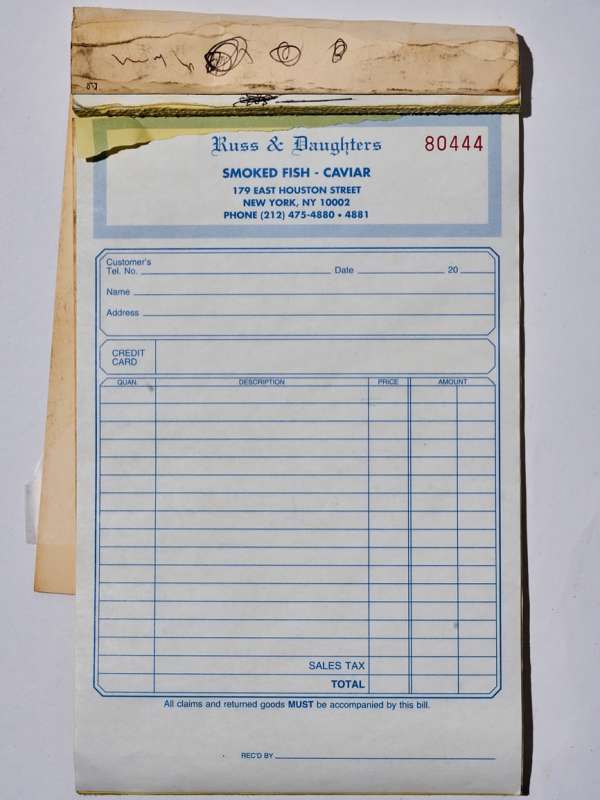 Russ & Daughters 80444
SMOKED FISH - CAVIAR
179 EAST HOUSTON STREET
NEW YORK, NY 10002
PHONE (212) 475-4880 • 4881
Customer's
Tel. No. Date 20
Name
Address
CREDIT
CARD
QUAN. DESCRIPTION PRICE AMOUNT
SALES TAX
TOTAL
All claims and returned goods MUST be accompanied by this bill.
REC'D BY